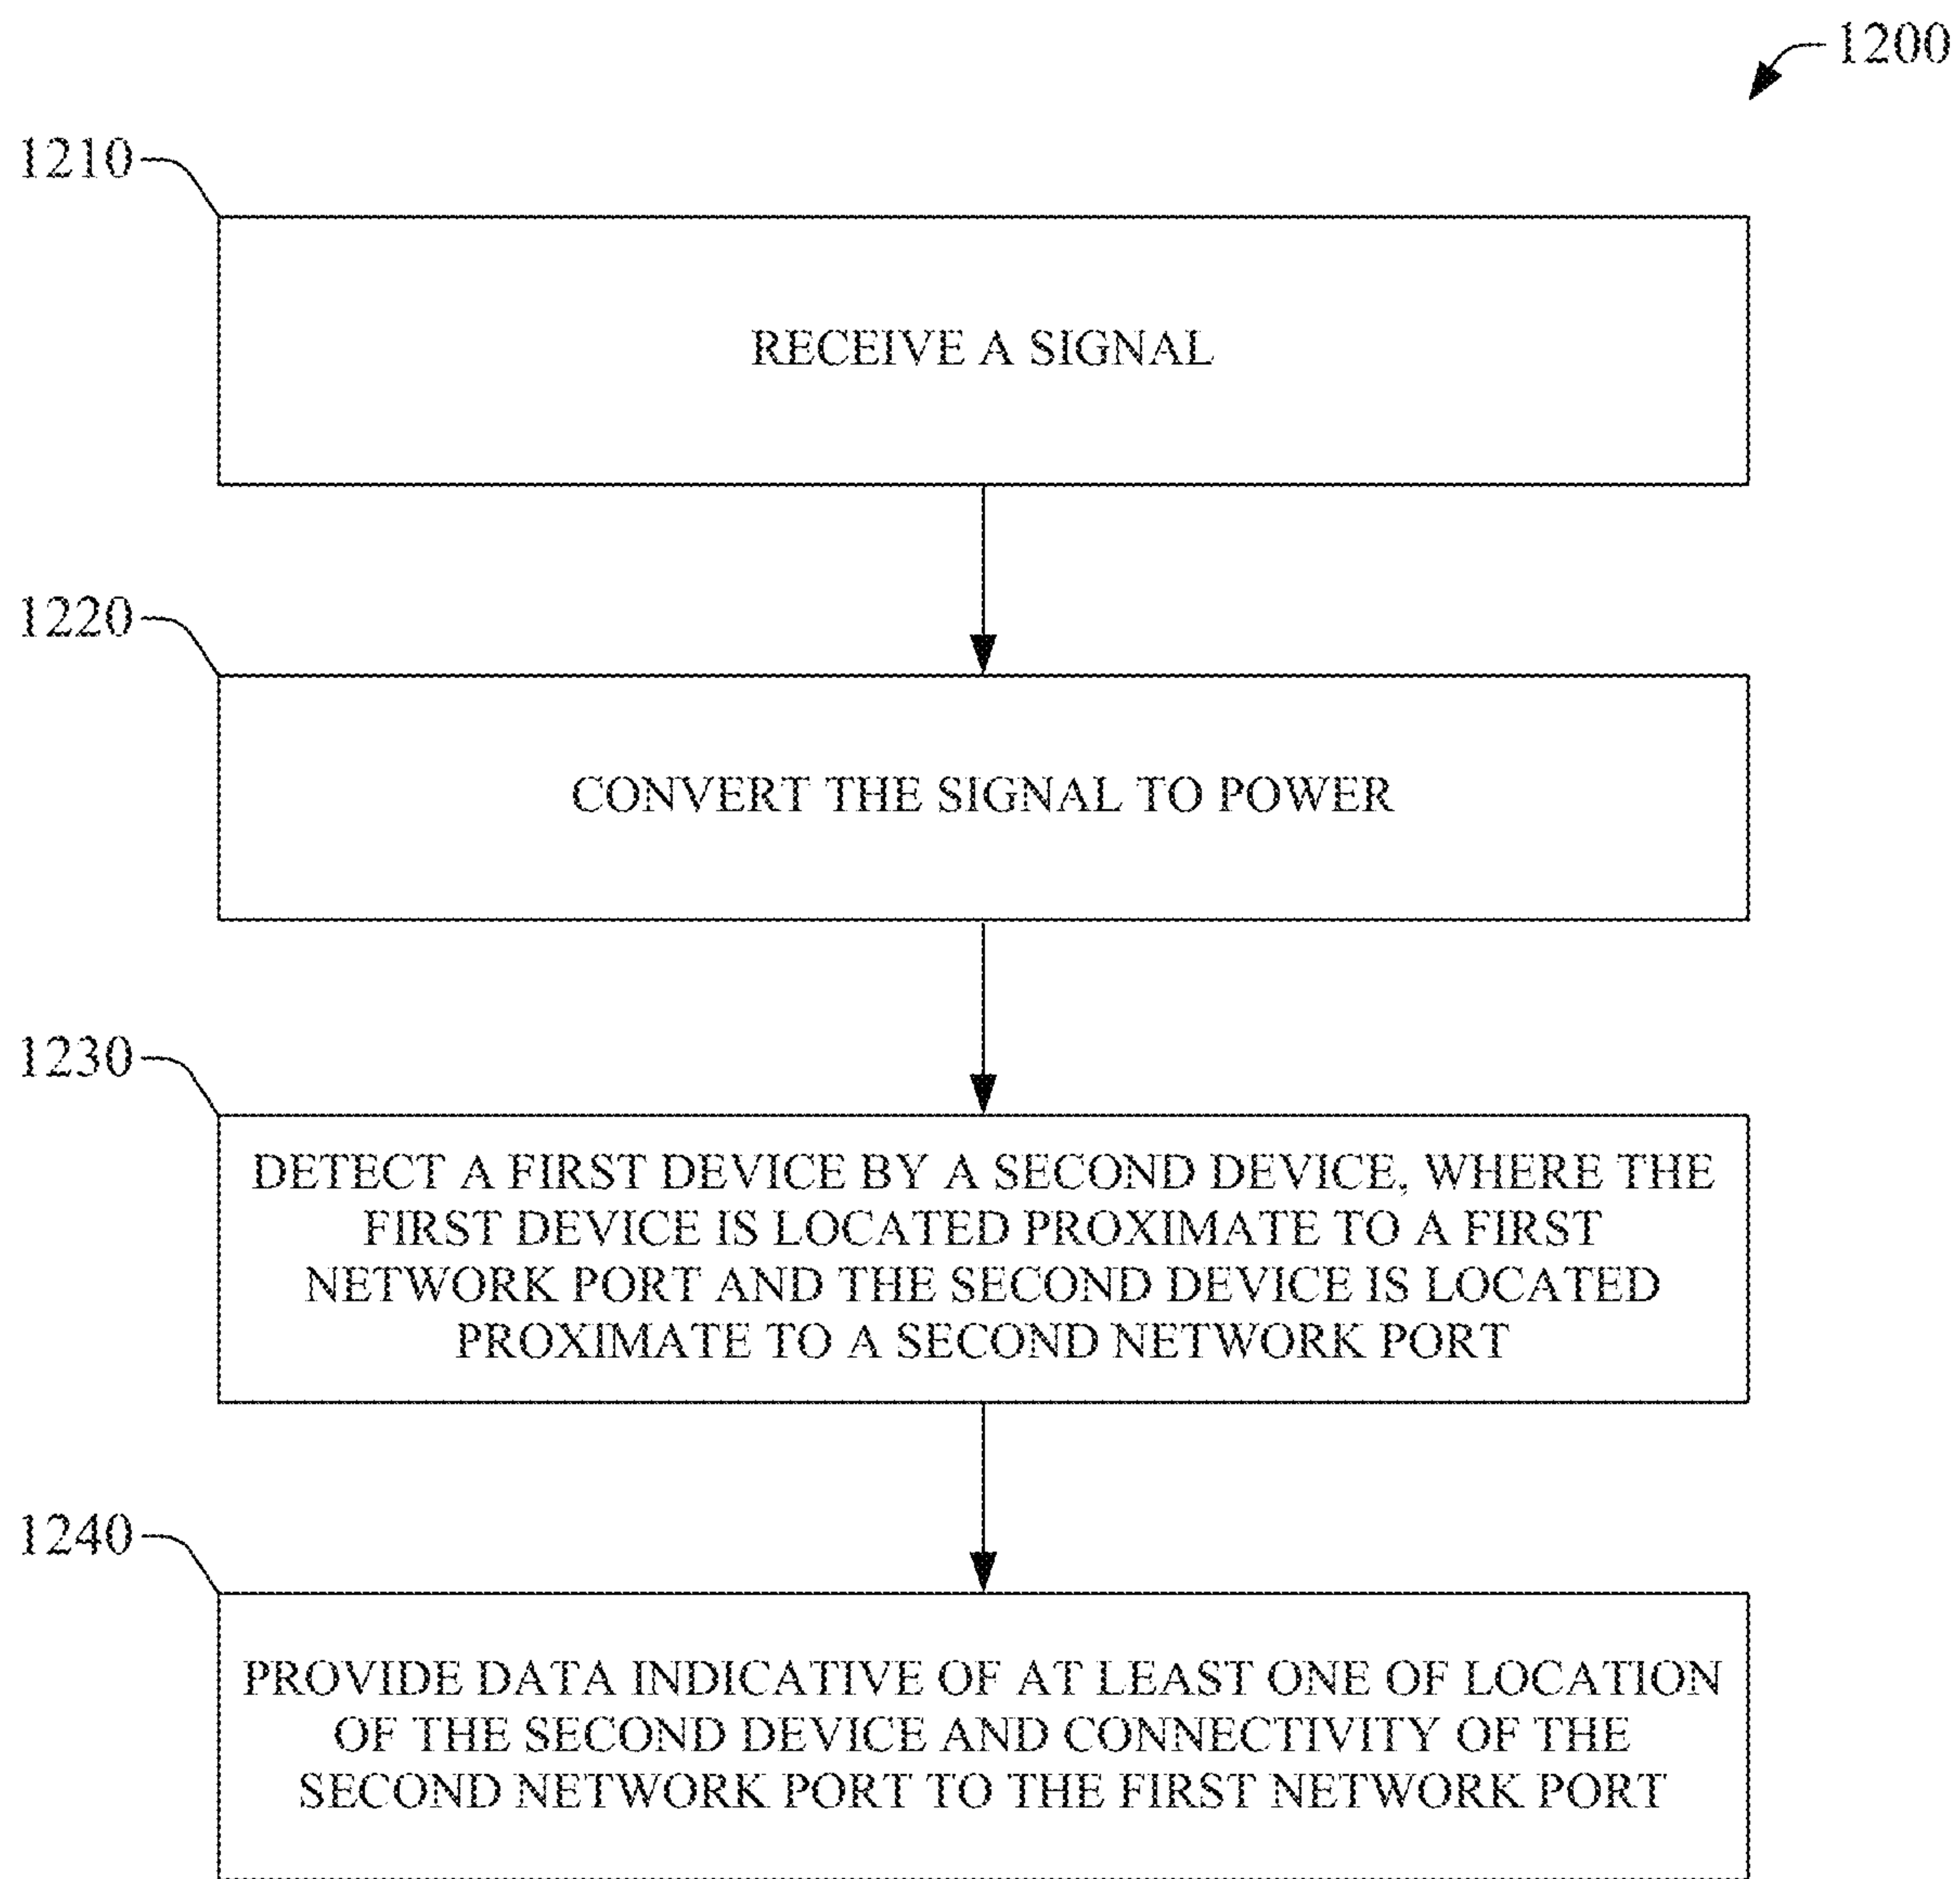 1200
1210
RECEIVE A SIGNAL
1220
CONVERT THE SIGNAL TO POWER
1230
DETECT A FIRST DEVICE BY A SECOND DEVICE, WHERE THE
FIRST DEVICE IS LOCATED PROXIMATE TO A FIRST
NETWORK PORT AND THE SECOND DEVICE IS LOCATED
PROXIMATE TO A SECOND NETWORK PORT
1240
PROVIDE DATA INDICATIVE OF AT LEAST ONE OF LOCATION
OF THE SECOND DEVICE AND CONNECTIVITY OF THE
SECOND NETWORK PORT TO THE FIRST NETWORK PORT